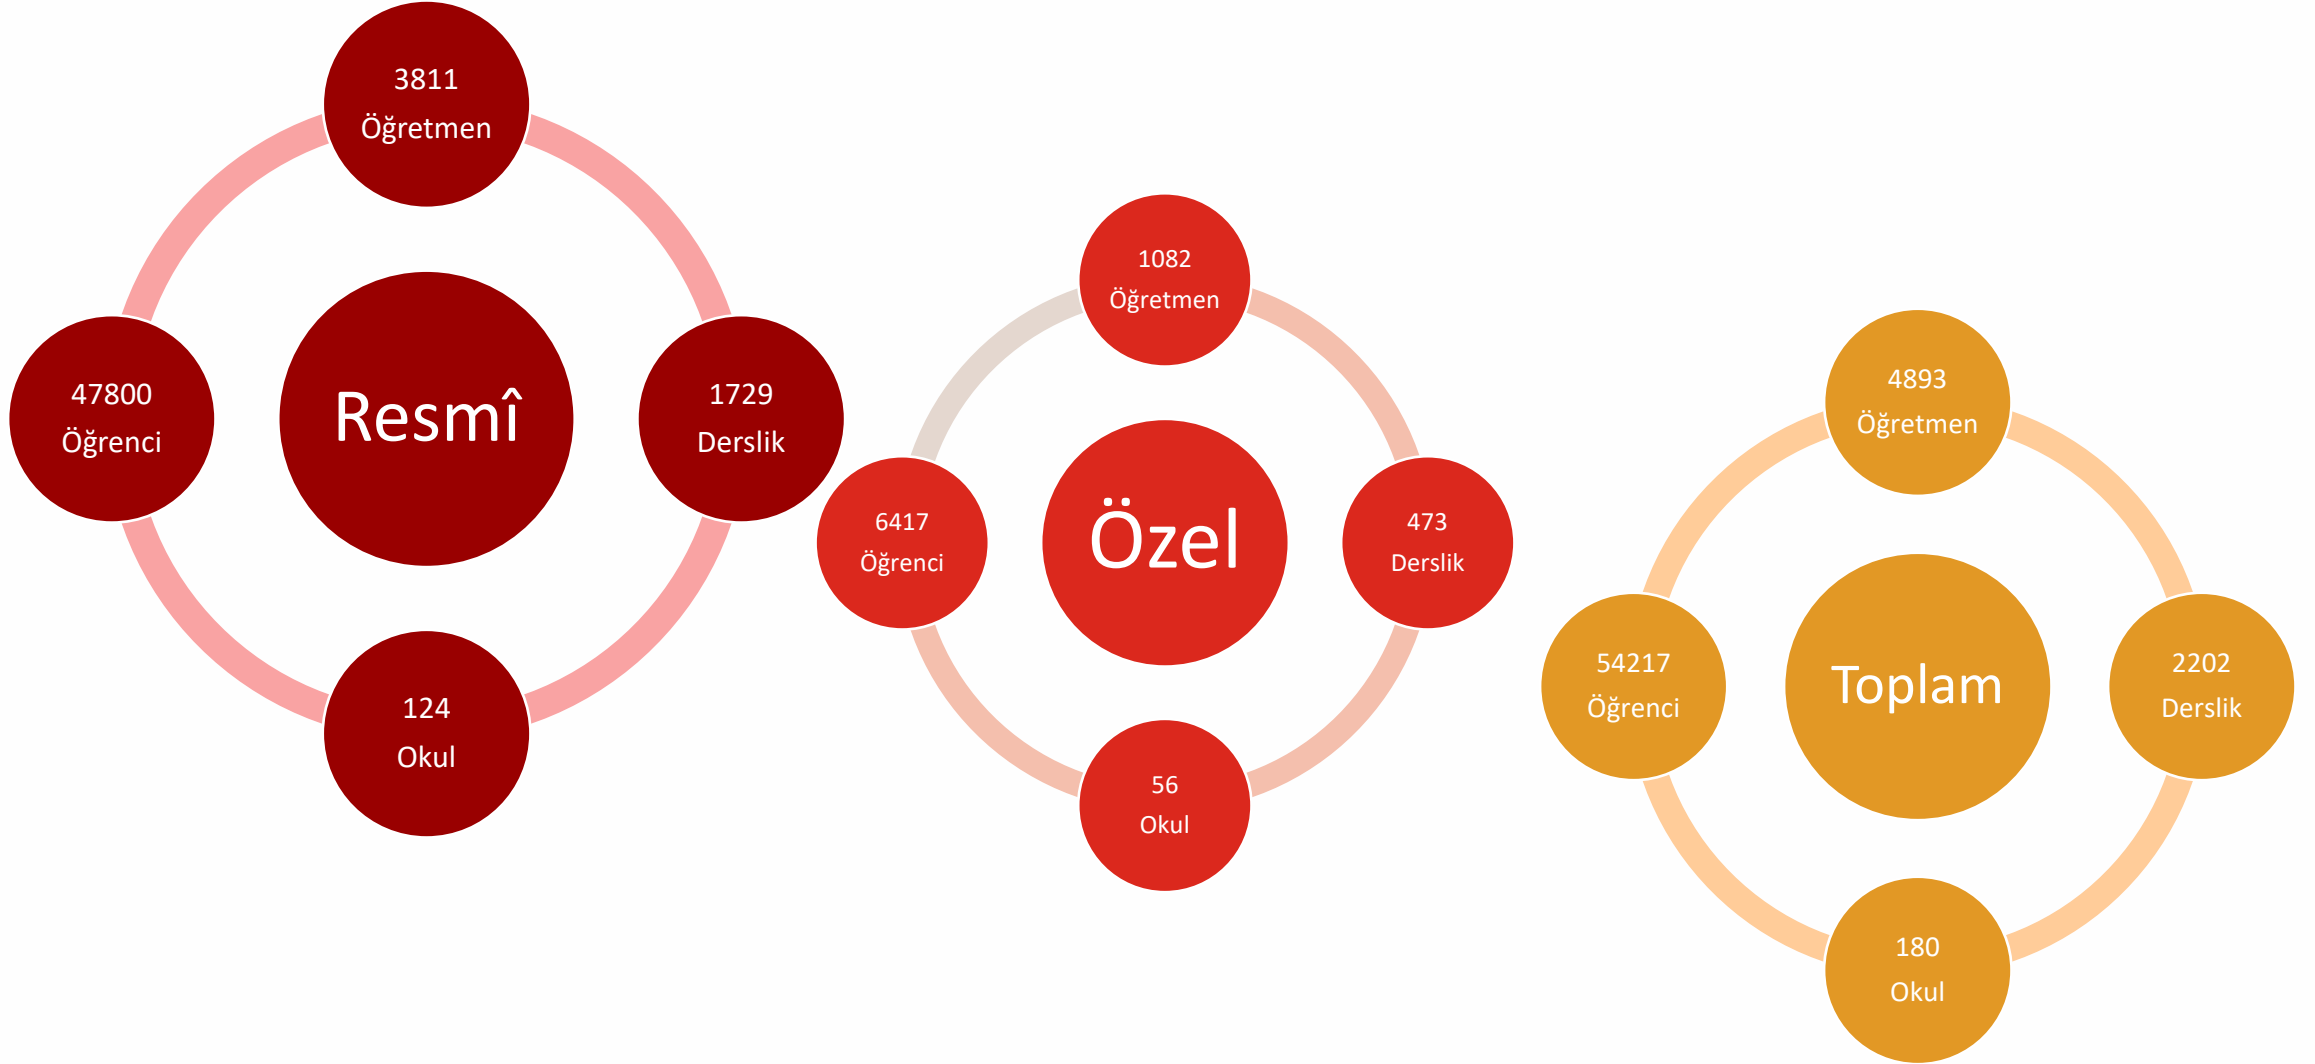 3811
Öğretmen
47800
Öğrenci
Resmî
1729
Derslik
124
Okul
1082
Öğretmen
6417
Öğrenci
Özel
473
Derslik
56
Okul
4893
Öğretmen
54217
Öğrenci
Toplam
2202
Derslik
180
Okul